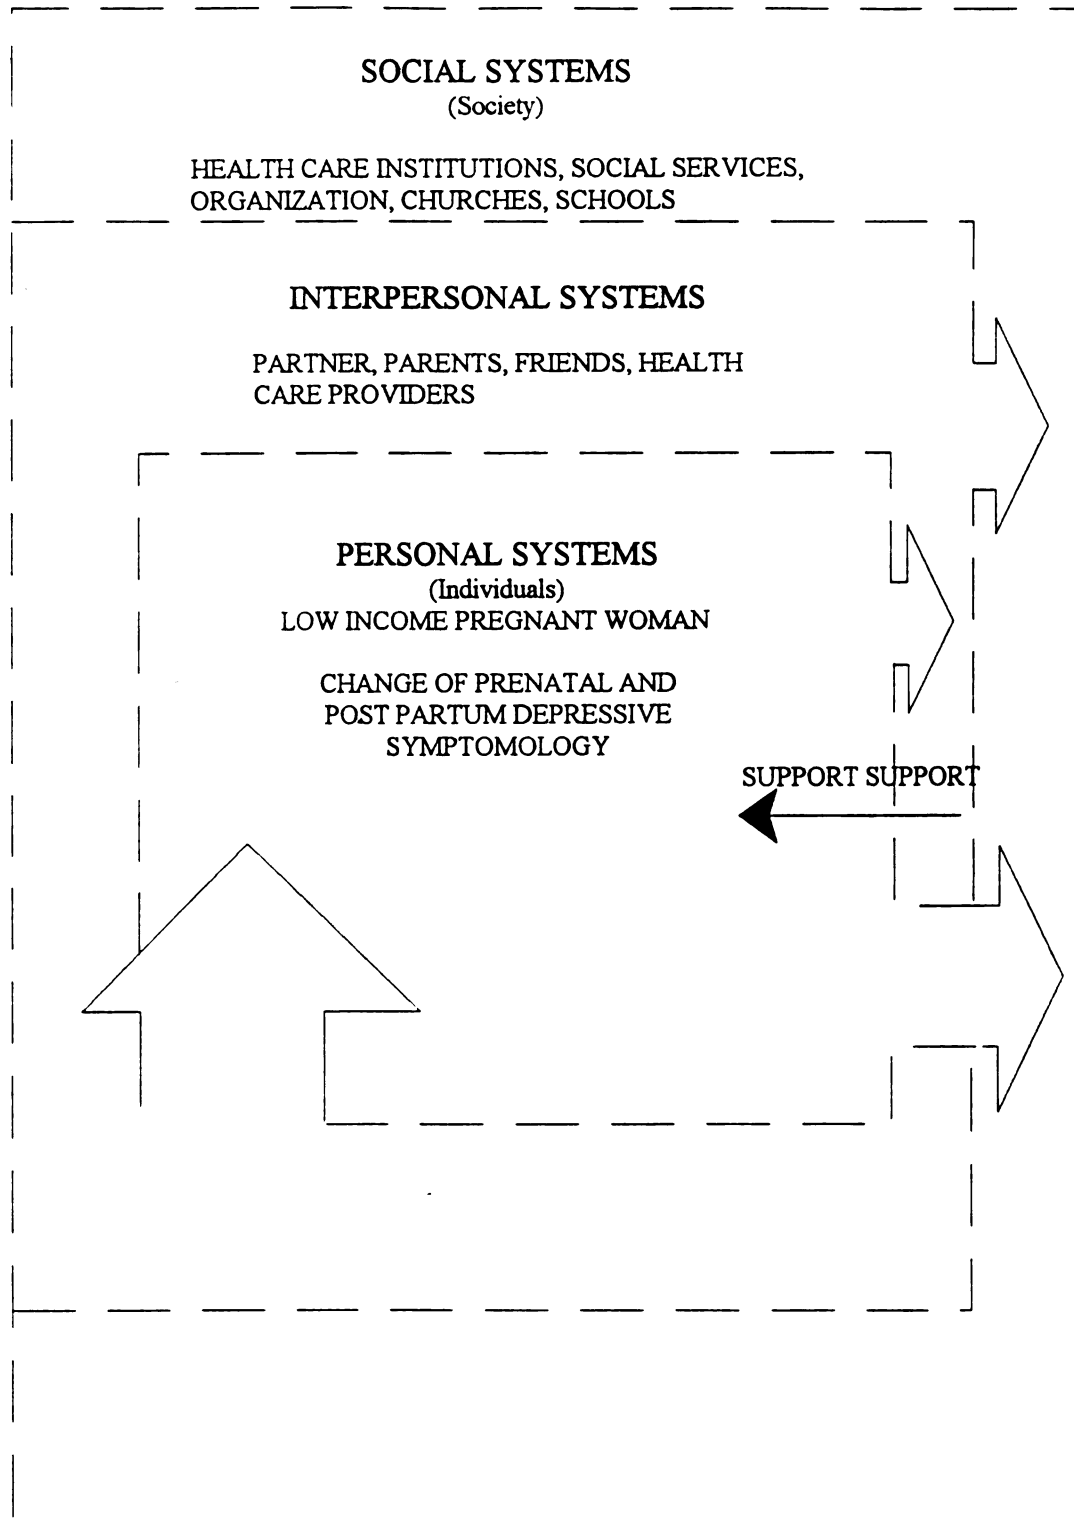 SOCIAL SYSTEMS
(Society)
HEALTH CARE INSTITUTIONS, SOCIAL SERVICES,
ORGANIZATION, CHURCHES, SCHOOLS
INTERPERSONAL SYSTEMS
PARTNER, PARENTS, FRIENDS, HEALTH
CARE PROVIDERS
PERSONAL SYSTEMS
(Individuals)
LOW INCOME PREGNANT WOMAN
CHANGE OF PRENATAL AND
POST PARTUM DEPRESSIVE
SYMPTOMOLOGY
SUPPORT SUPPORT